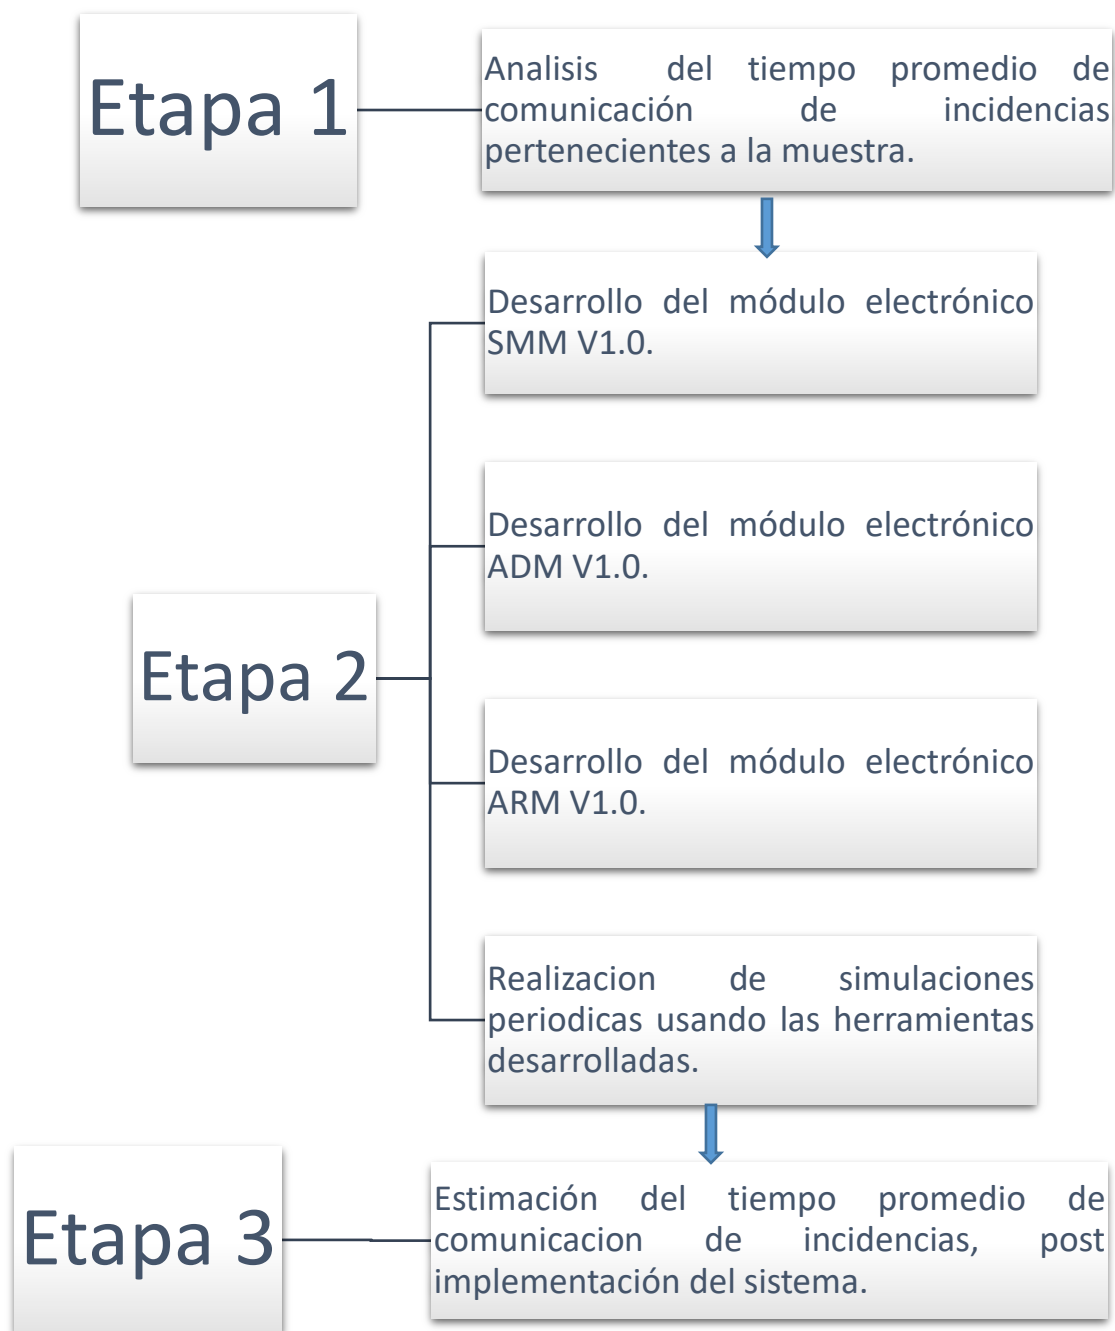 Etapa 1
Analisis del tiempo promedio de
comunicación de incidencias
pertenecientes a la muestra.
Desarrollo del módulo electrónico
SMM V1.0.
Desarrollo del módulo electrónico
ADM V1.0.
Etapa 2
Desarrollo del módulo electrónico
ARM V1.0.
Realizacion de simulaciones
periodicas usando las herramientas
desarrolladas.
Etapa 3
Estimación del tiempo promedio de
comunicacion de incidencias, post
implementación del sistema.